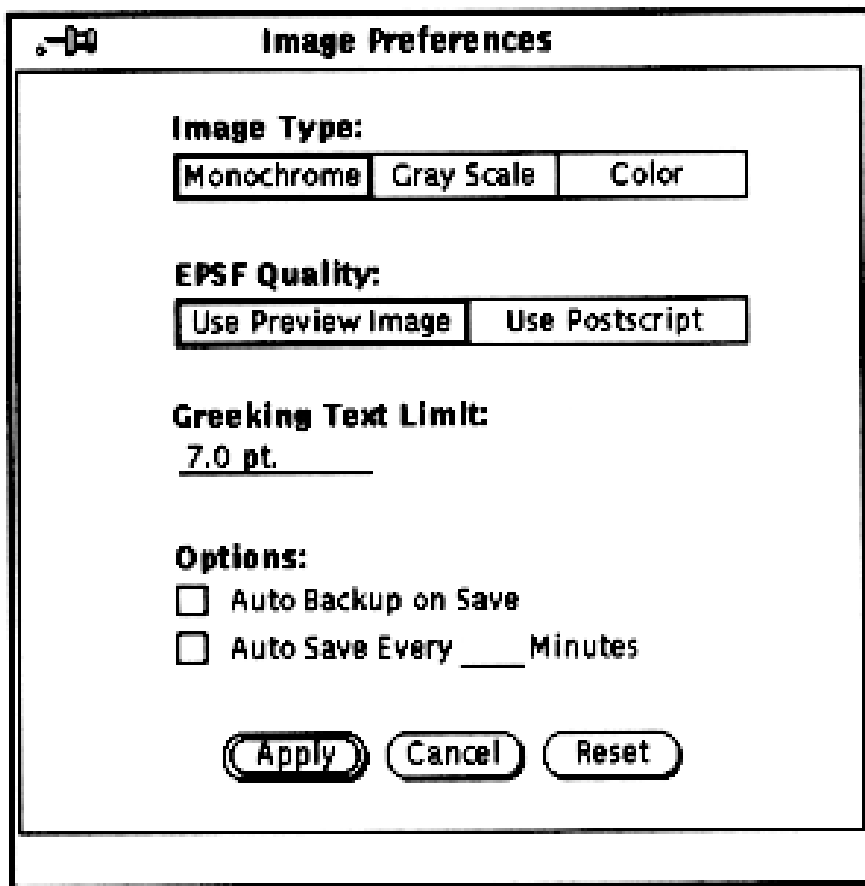 Image Preferences
Image Type:
Monochrome Gray Scale Color
EPSF Quality:
Use Preview Image Use Postscript
Greeking Text Limit:
7.0 pt.
Options:
Auto Backup on Save
Auto Save Every ____ Minutes
Apply Cancel Reset